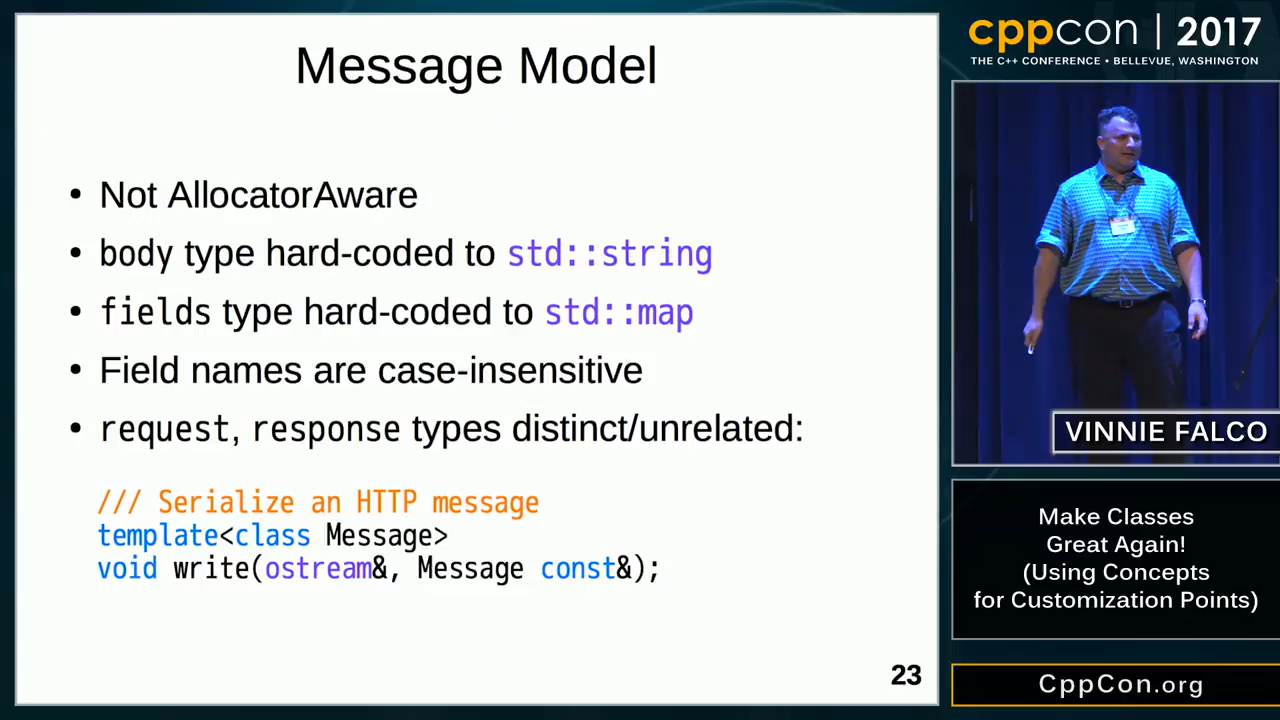 Message Model
• Not AllocatorAware
• body type hard-coded to std::string
• fields type hard-coded to std::map
• Field names are case-insensitive
• request, response types distinct/unrelated:
/// Serialize an HTTP message
template<class Message>
void write(ostream&, Message const&);
23
cppcon | 2017
THE C++ CONFERENCE • BELLEVUE, WASHINGTON
VINNIE FALCO
Make Classes
Great Again!
(Using Concepts
for Customization Points)
CppCon.org